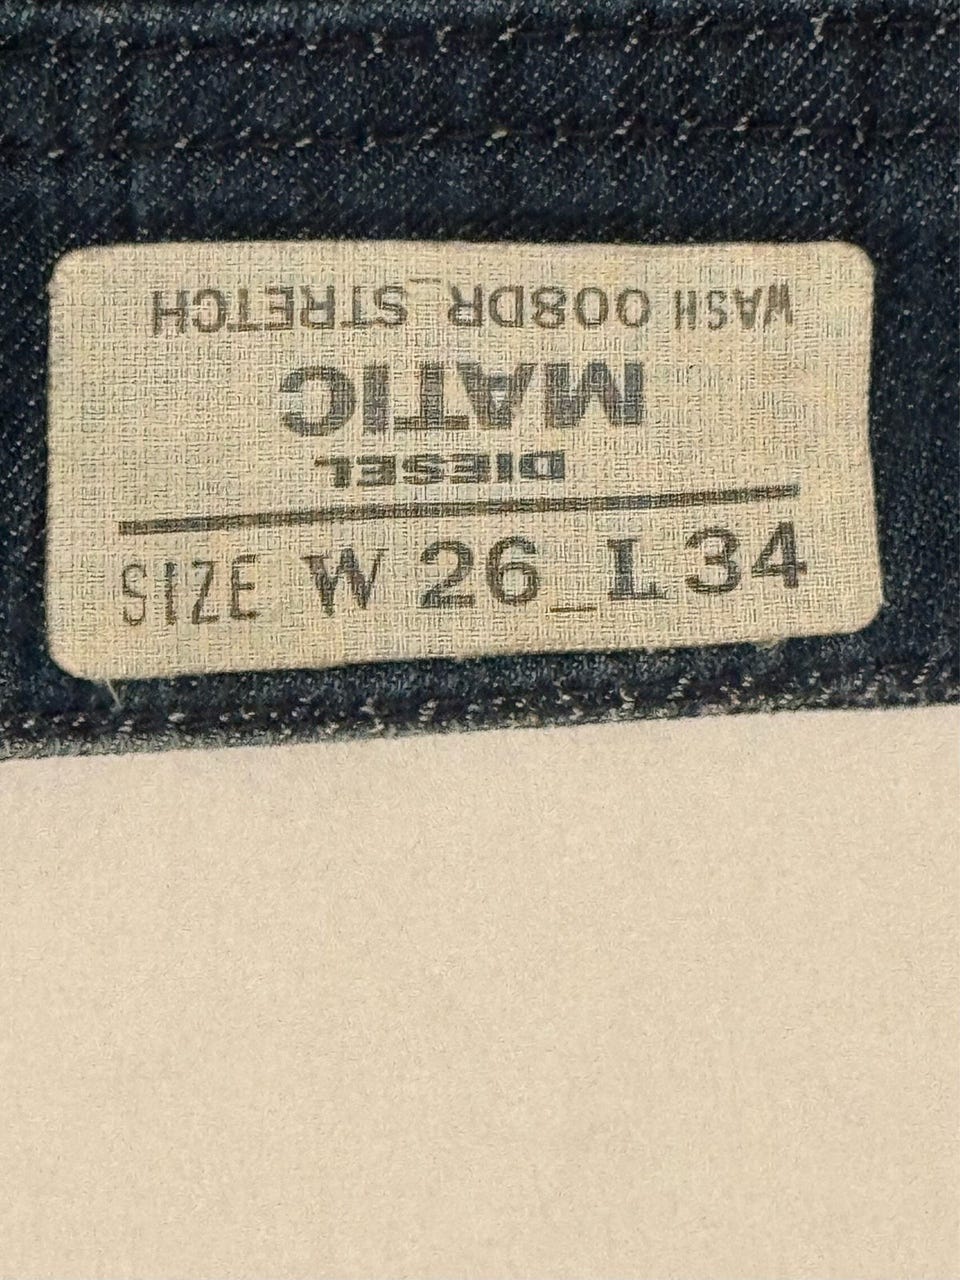 DIESEL
MATIC
WASH 008DR_STRETCH
SIZE W 26_L34